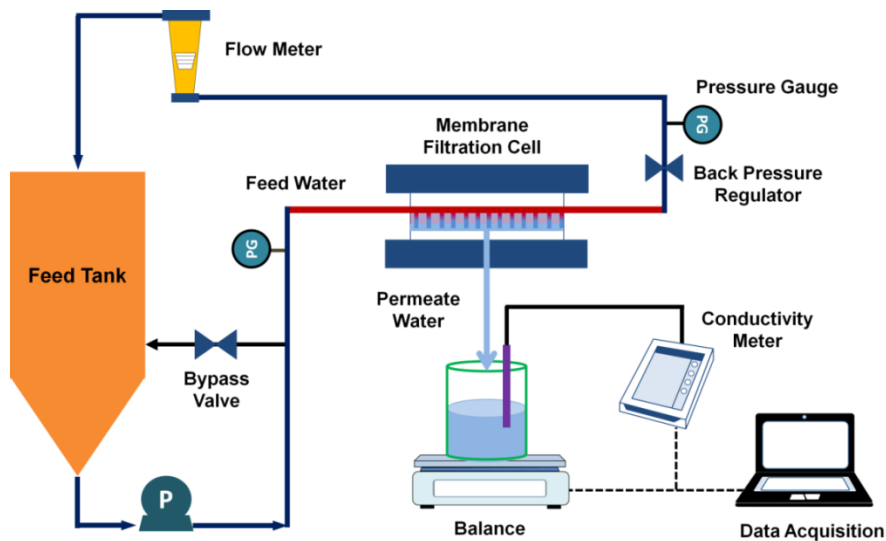 Flow Meter
Pressure Gauge
PG
Membrane
Filtration Cell
Back Pressure
Regulator
Feed Water
PG
Feed Tank
Permeate
Water
Conductivity
Meter
Bypass
Valve
P
Balance
Data Acquisition